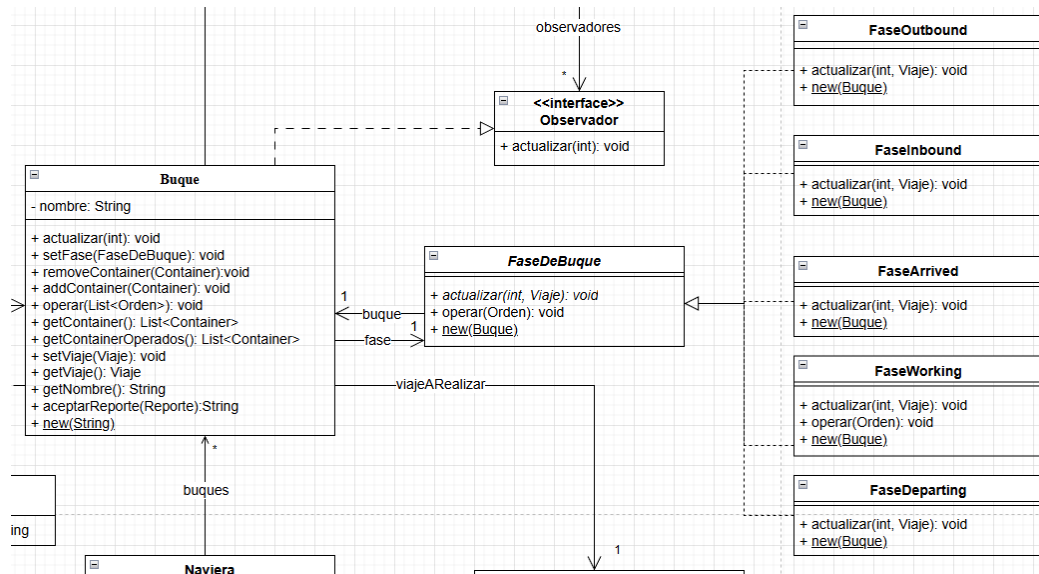 observadores
*
<<interface>>
Observador
+ actualizar(int): void
Buque
- nombre: String
+ actualizar(int): void
+ setFase(FaseDeBuque): void
+ removeContainer(Container):void
+ addContainer(Container): void
+ operar(List<Orden>): void
+ getContainer(): List<Container>
+ getContainerOperados(): List<Container>
+ setViaje(Viaje): void
+ getViaje(): Viaje
+ getNombre(): String
+ aceptarReporte(Reporte):String
+ new(String)
1
buque
1
fase
FaseDeBuque
+ actualizar(int, Viaje): void
+ operar(Orden): void
+ new(Buque)
viajeARealizar
1
*
buques
ing
Naviera
FaseOutbound
+ actualizar(int, Viaje): void
+ new(Buque)
FaseInbound
+ actualizar(int, Viaje): void
+ new(Buque)
FaseArrived
+ actualizar(int, Viaje): void
+ new(Buque)
FaseWorking
+ actualizar(int, Viaje): void
+ operar(Orden): void
+ new(Buque)
FaseDeparting
+ actualizar(int, Viaje): void
+ new(Buque)